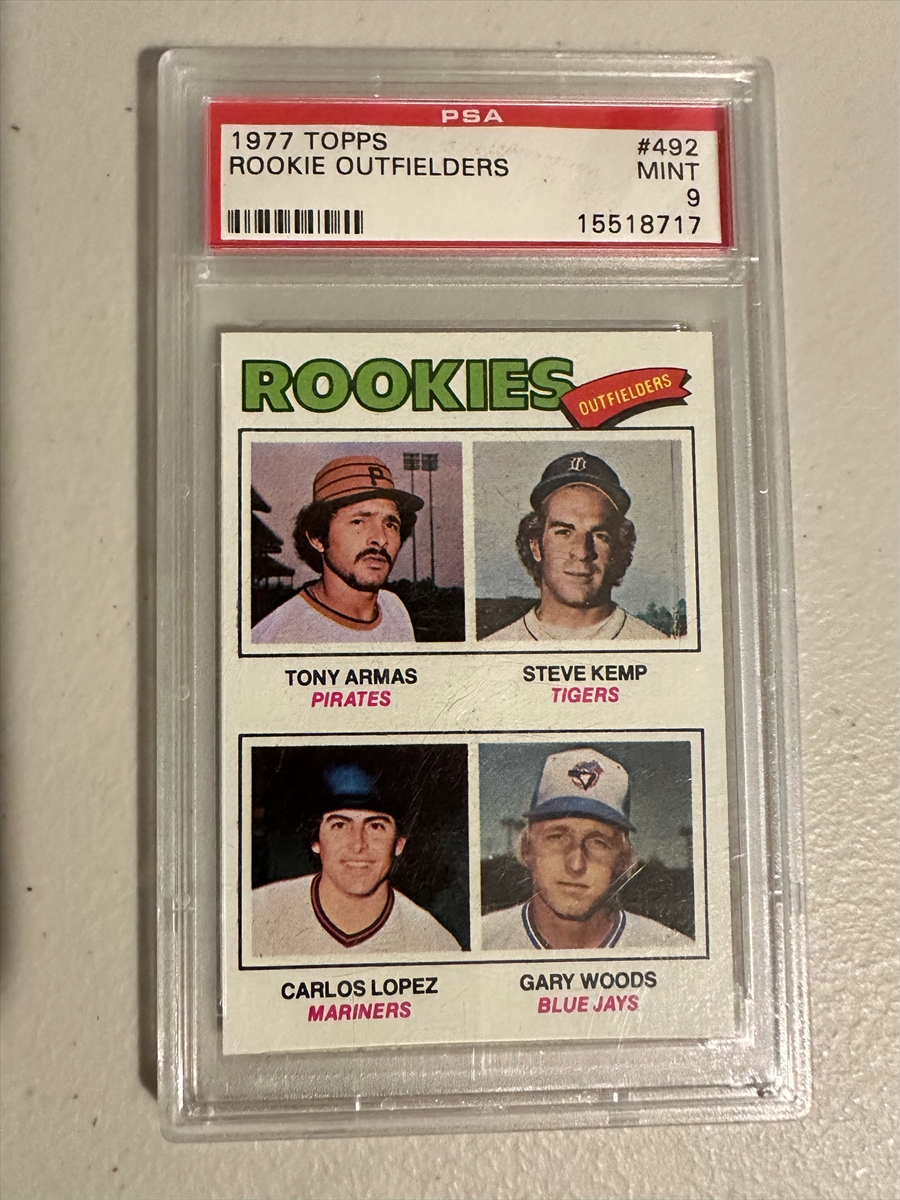 PSA
1977 TOPPS #492
ROOKIE OUTFIELDERS MINT
9
15518717
ROOKIES
OUTFIELDERS
P
D
TONY ARMAS STEVE KEMP
PIRATES TIGERS
CARLOS LOPEZ GARY WOODS
MARINERS BLUE JAYS